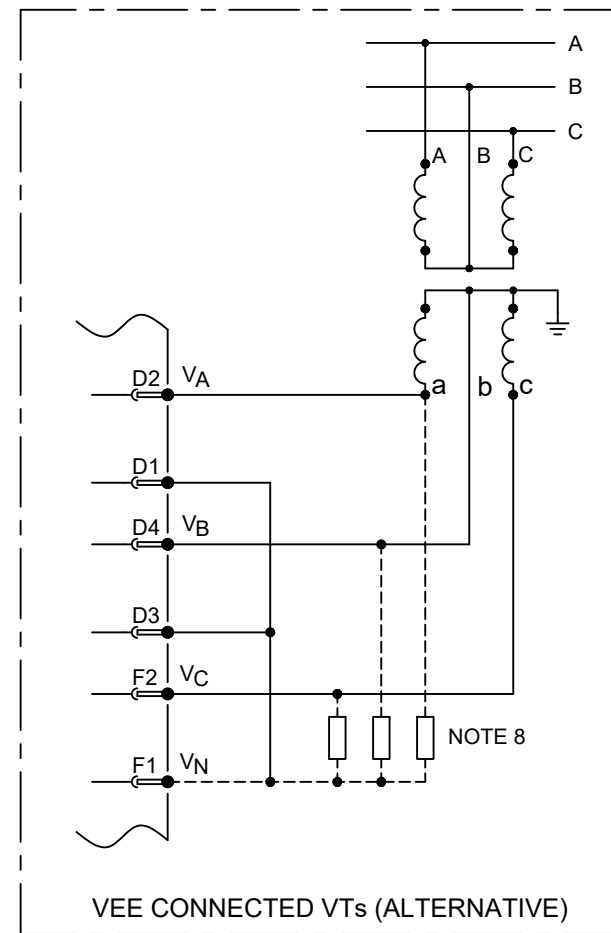 A
B
C
A B C
a b c
D2 VA
D1
D4 VB
D3
F2 VC
NOTE 8
F1 VN
VEE CONNECTED VTs (ALTERNATIVE)